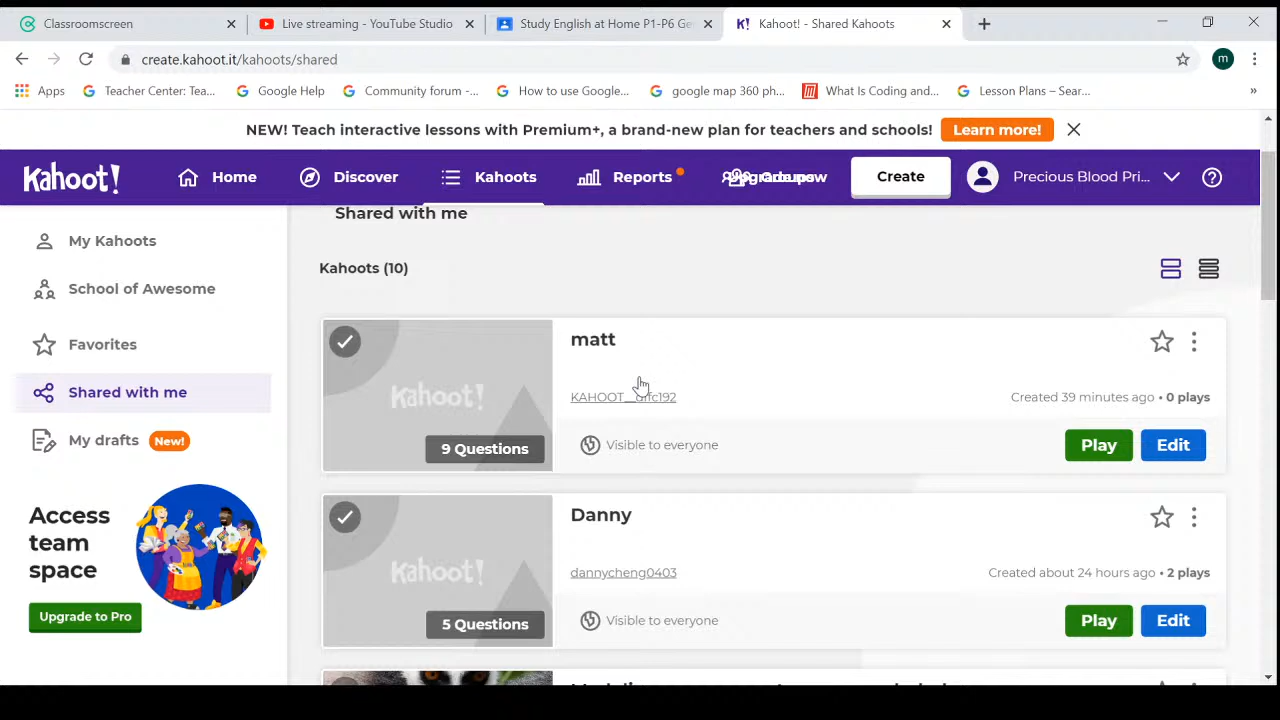 Classroomscreen
Live streaming - YouTube Studio
Study English at Home P1-P6 Ge
Kahoot! - Shared Kahoots
create.kahoot.it/kahoots/shared
m
Apps
Teacher Center: Tea...
Google Help
Community forum -...
How to use Google...
google map 360 ph...
What Is Coding and...
Lesson Plans – Sear...
»
NEW! Teach interactive lessons with Premium+, a brand-new plan for teachers and schools!
Learn more!
Kahoot!
Home
Discover
Kahoots
Reports
Create
Precious Blood Pri...
Shared with me
My Kahoots
School of Awesome
Favorites
Shared with me
My drafts
New!
Access
team
space
Upgrade to Pro
Kahoots (10)
matt
Kahoot!
Created 39 minutes ago • 0 plays
9 Questions
Visible to everyone
Play
Edit
Danny
Kahoot!
dannycheng0403
Created about 24 hours ago • 2 plays
5 Questions
Visible to everyone
Play
Edit